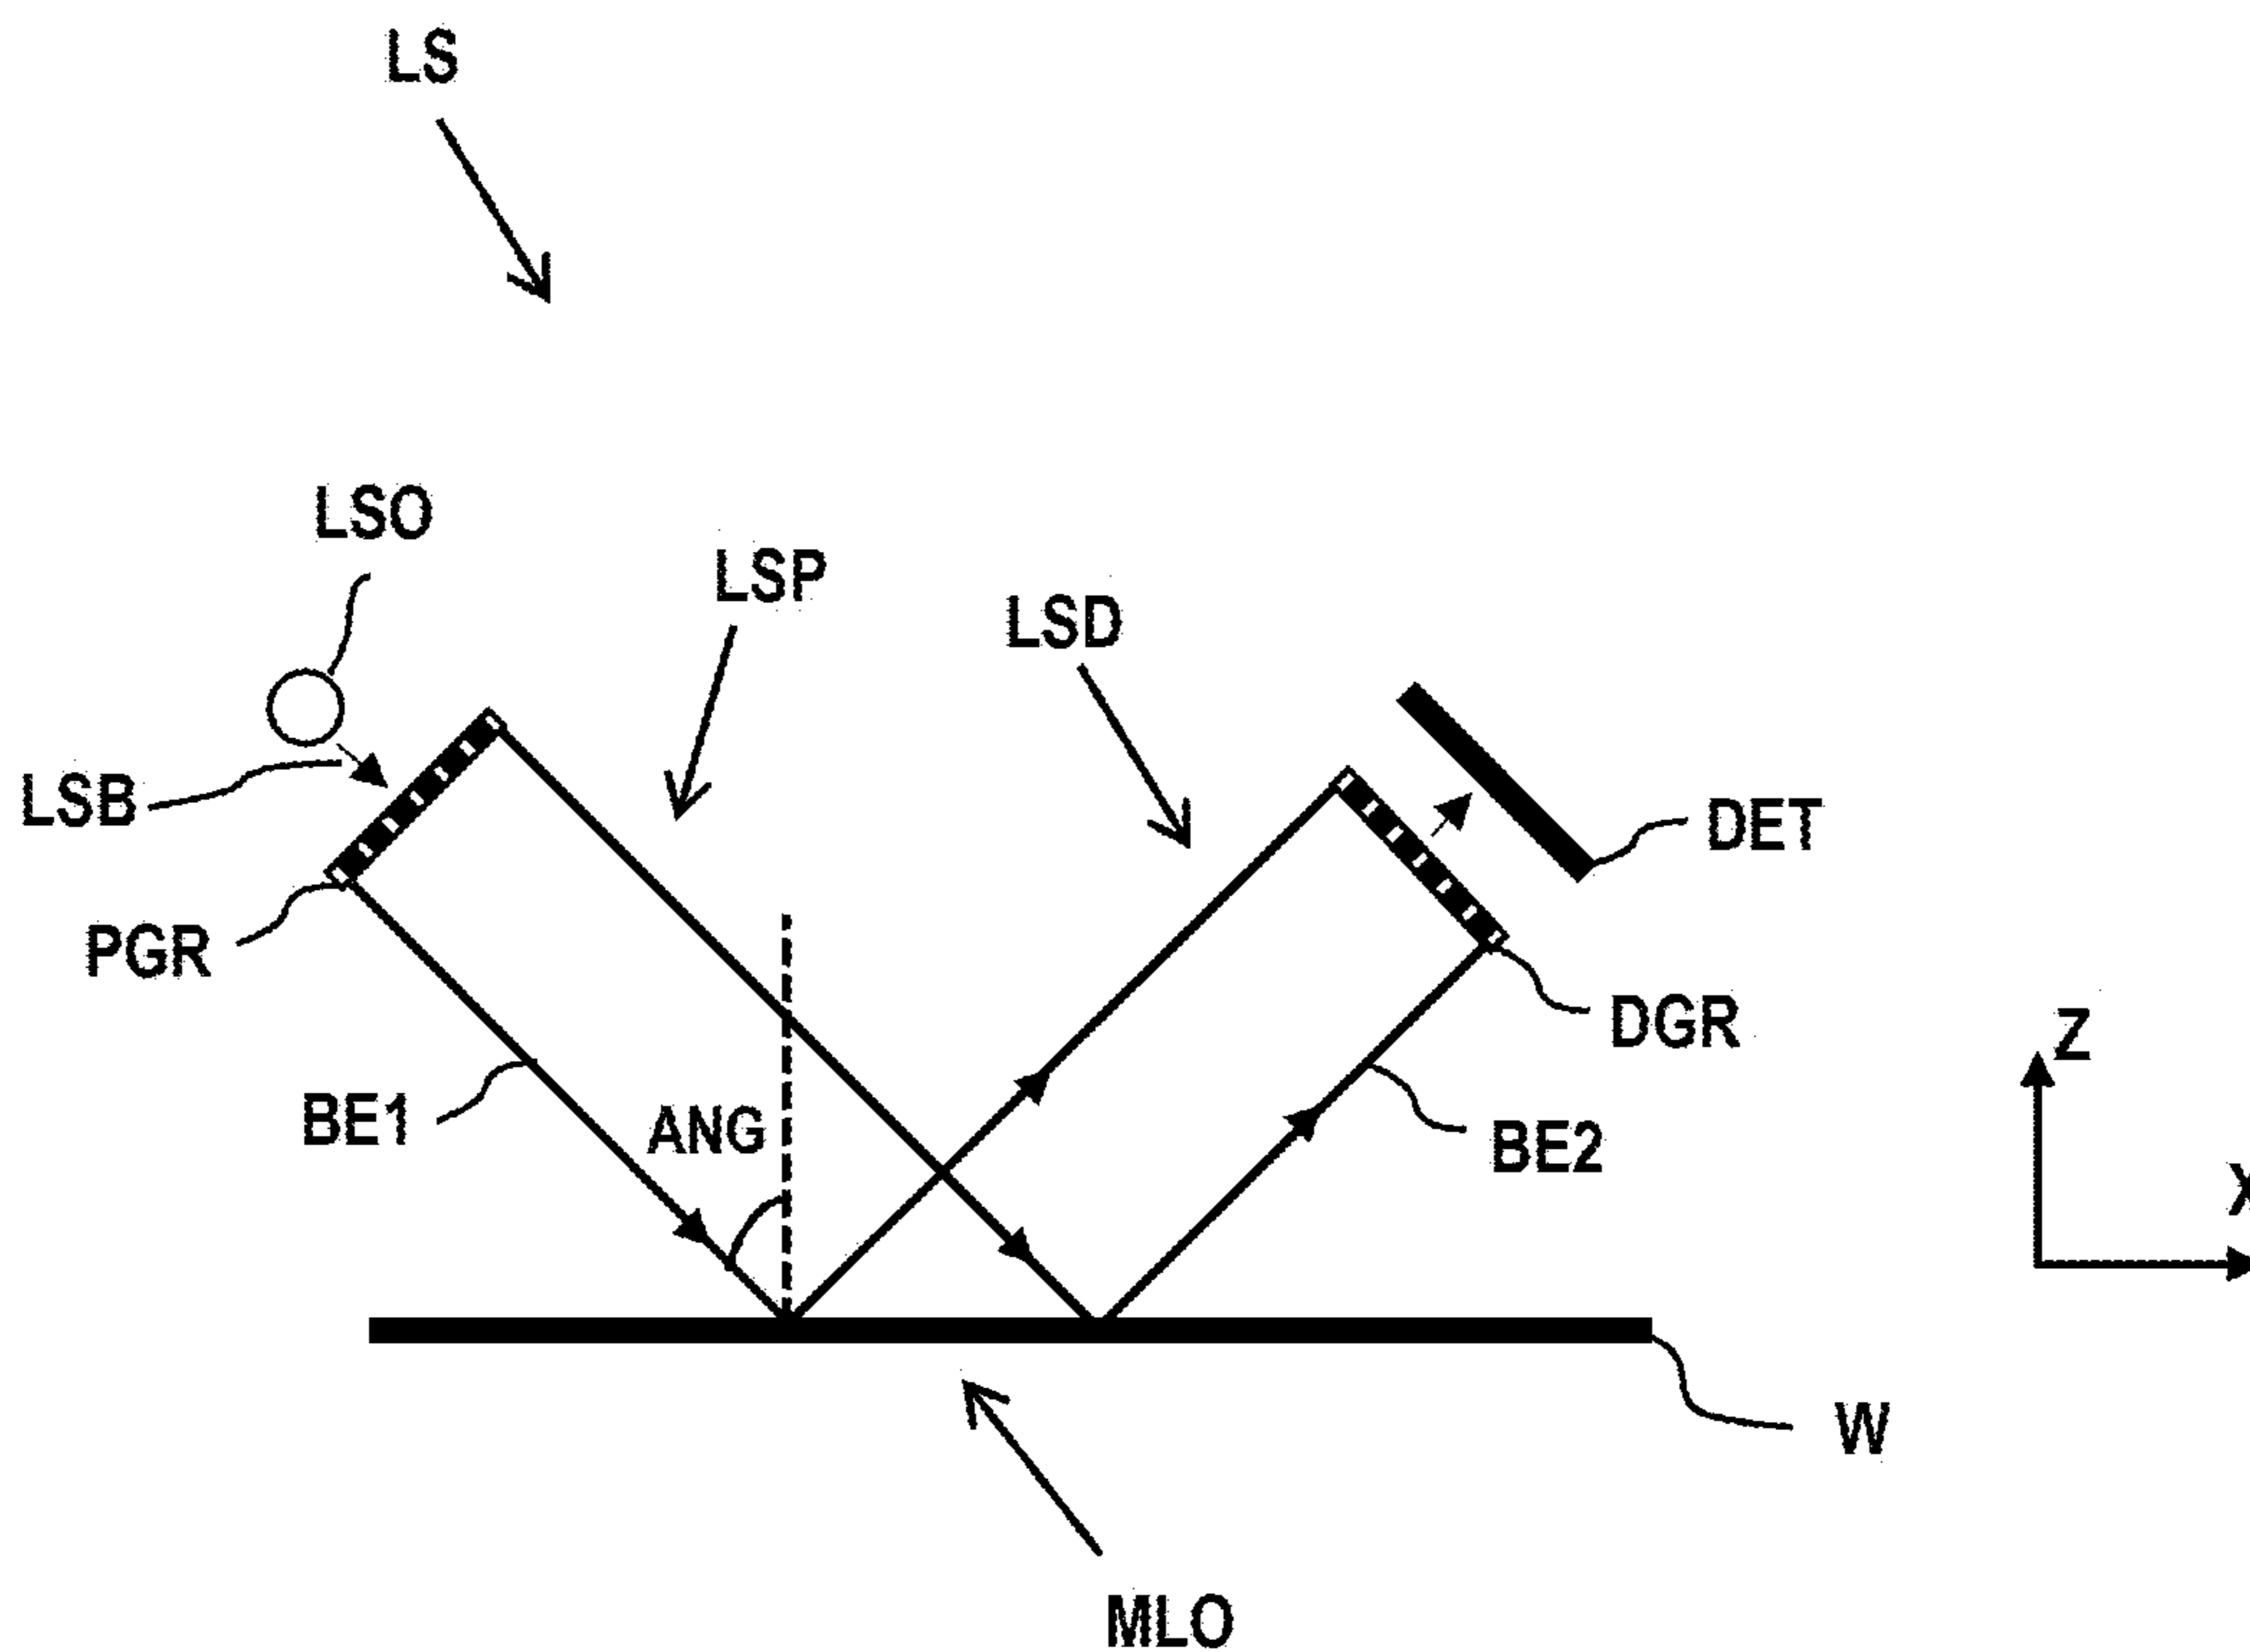 LS
LSO
LSP
LSD
LSB
DET
PGR
DGR
Z
BE1
ANG
BE2
X
W
MLO